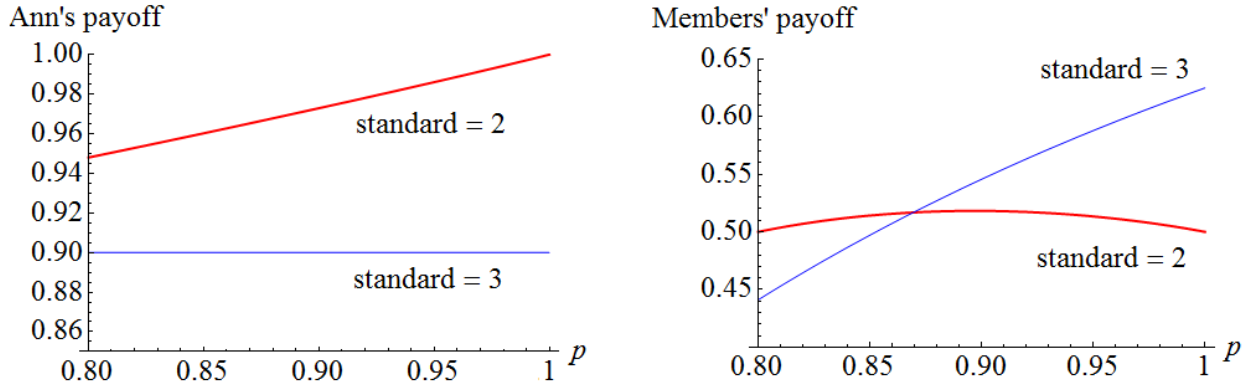 Ann's payoff
1.00
0.98
standard = 2
0.96
0.94
0.92
0.90
standard = 3
0.88
0.86
0.80 0.85 0.90 0.95 1 p
Members' payoff
0.65
standard = 3
0.60
0.55
0.50
standard = 2
0.45
0.80 0.85 0.90 0.95 1 p